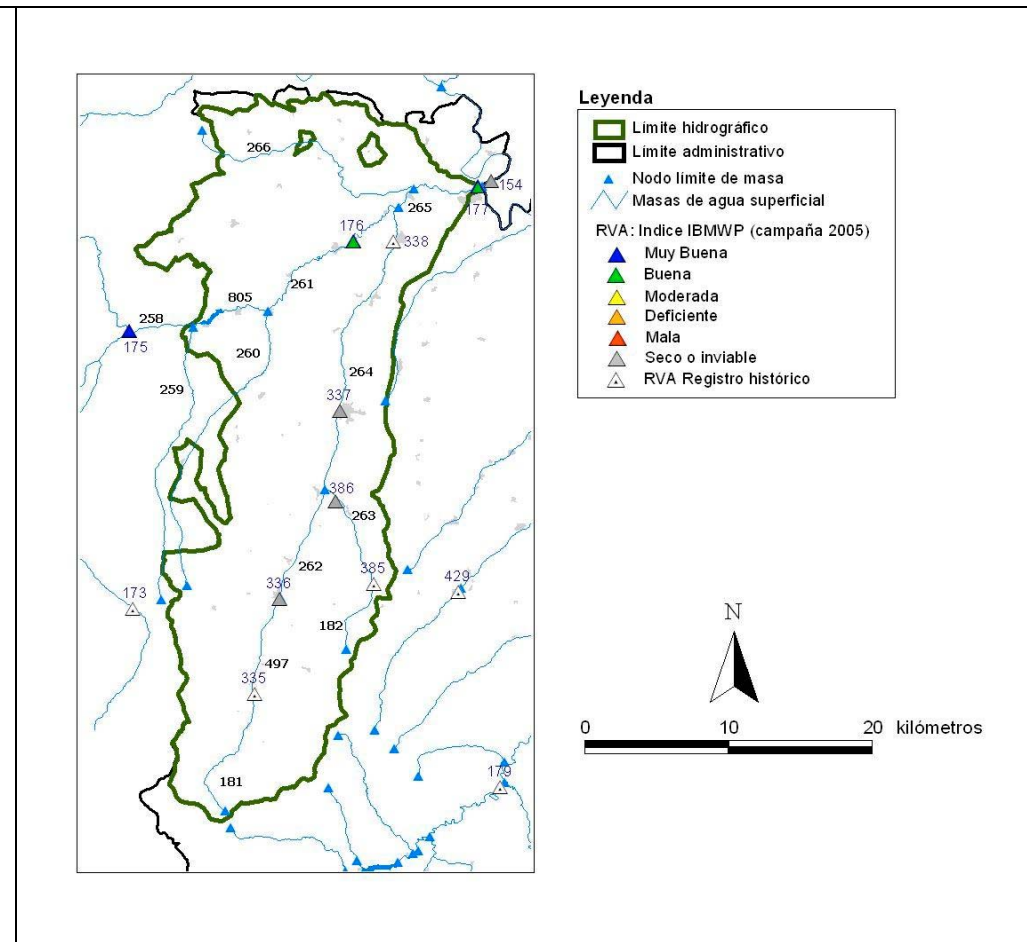 Leyenda
Límite hidrográfico
Límite administrativo
Nodo límite de masa
Masas de agua superficial
RVA: Indice IBMWP (campaña 2005)
Muy Buena
Buena
Moderada
Deficiente
Mala
Seco o inviable
RVA Registro histórico
266
154
177
265
176
338
261
805
258
175
260
259
264
337
386
263
262
385
429
336
173
182
497
335
181
179
N
0 10 20 kilómetros